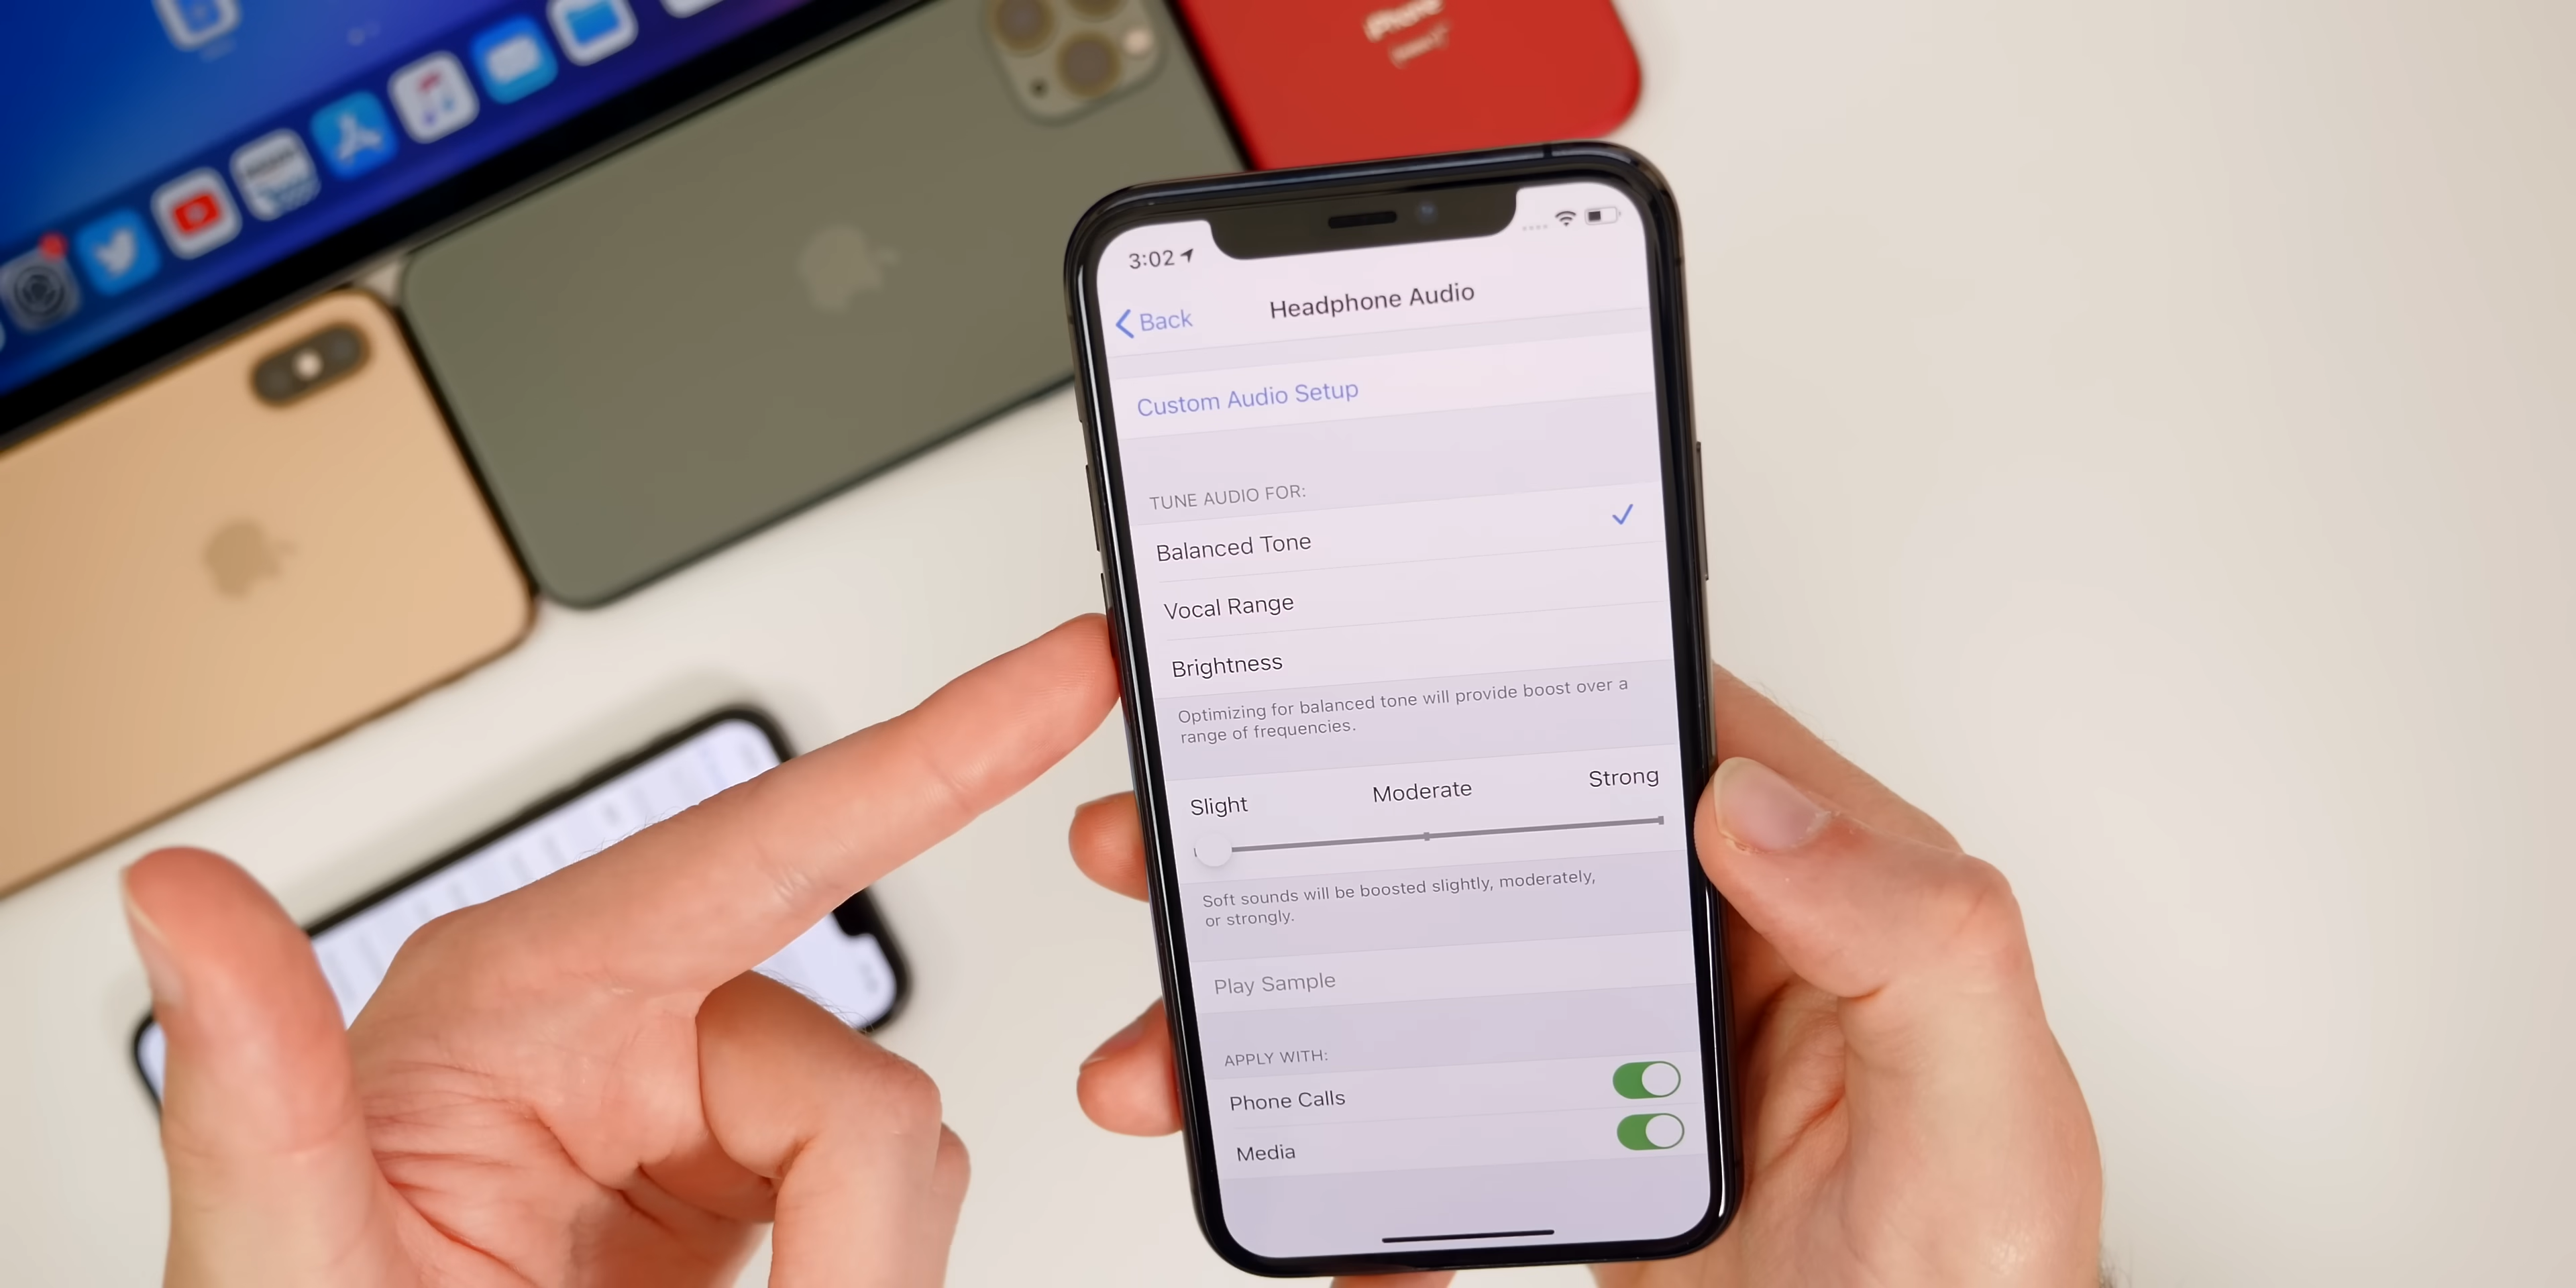 iPhone
3:02
Back
Headphone Audio
Custom Audio Setup
TUNE AUDIO FOR:
Balanced Tone
Vocal Range
Brightness
Optimizing for balanced tone will provide boost over a
range of frequencies.
Slight Moderate Strong
Soft sounds will be boosted slightly, moderately,
or strongly.
Play Sample
APPLY WITH:
Phone Calls
Media